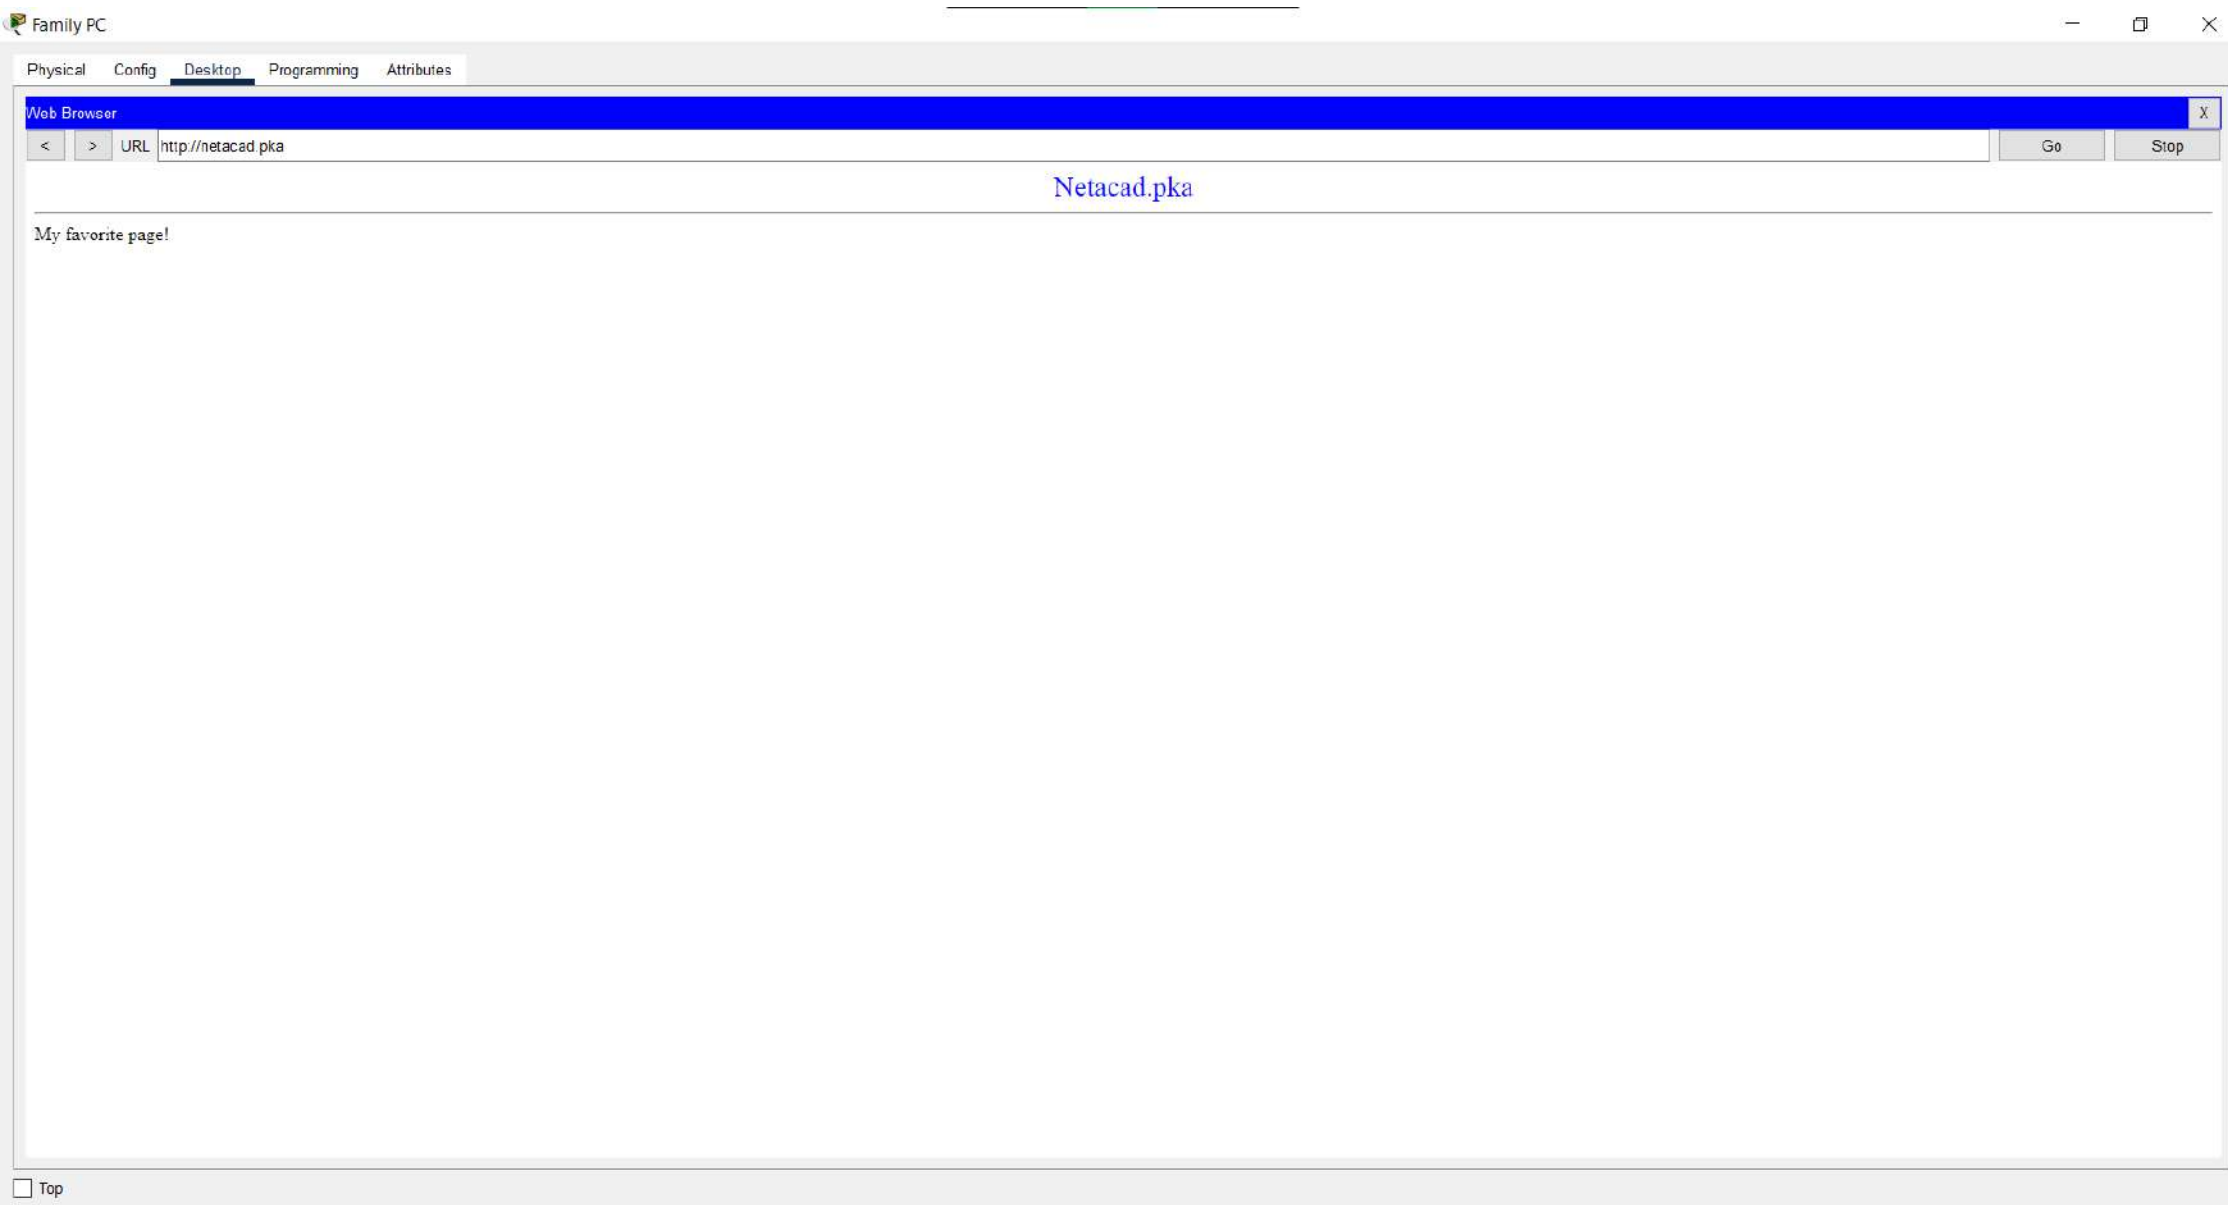 Family PC
Physical Config Desktop Programming Attributes
Web Browser X
< > URL http://netacad.pka Go Stop
Netacad.pka
My favorite page!
Top